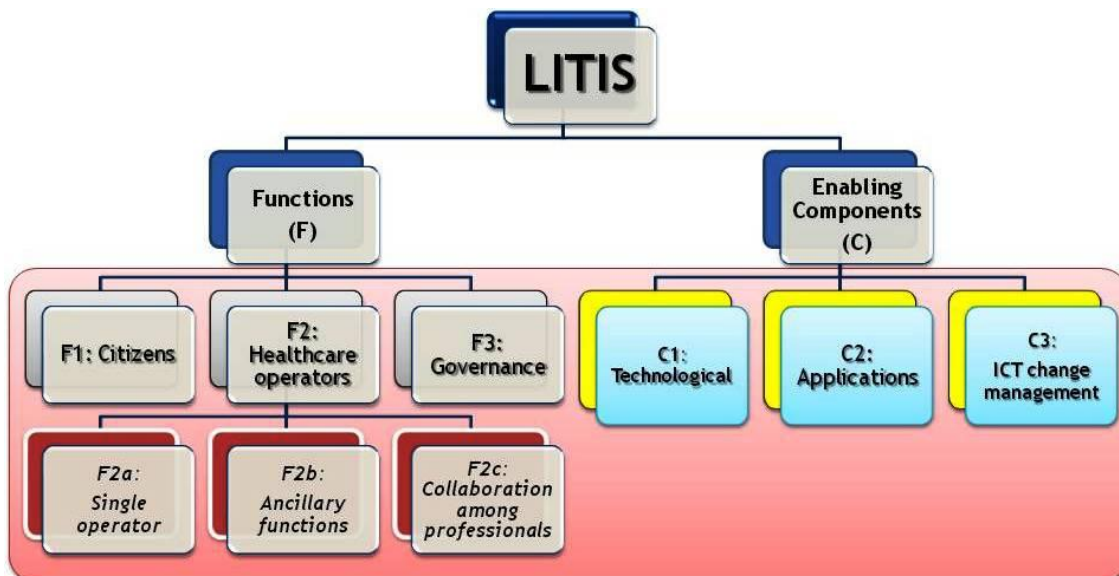 LITIS
Functions
(F)
Enabling
Components
(C)
F1: Citizens
F2:
Healthcare
operators
F3:
Governance
C1:
Technological
C2:
Applications
C3:
ICT change
management
F2a:
Single
operator
F2b:
Ancillary
functions
F2c:
Collaboration
among
professionals